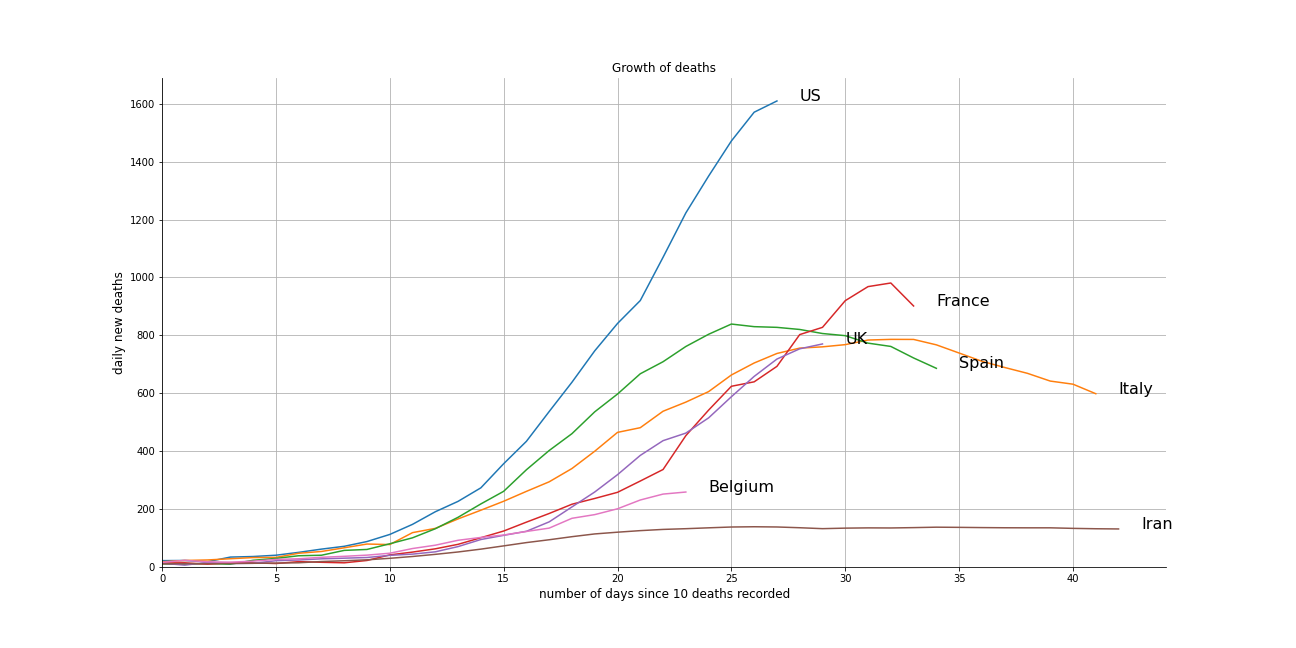 Growth of deaths
1600
1400
1200
1000
800
600
400
200
0
daily new deaths
US
France
UK
Spain
Italy
Belgium
Iran
0 5 10 15 20 25 30 35 40
number of days since 10 deaths recorded